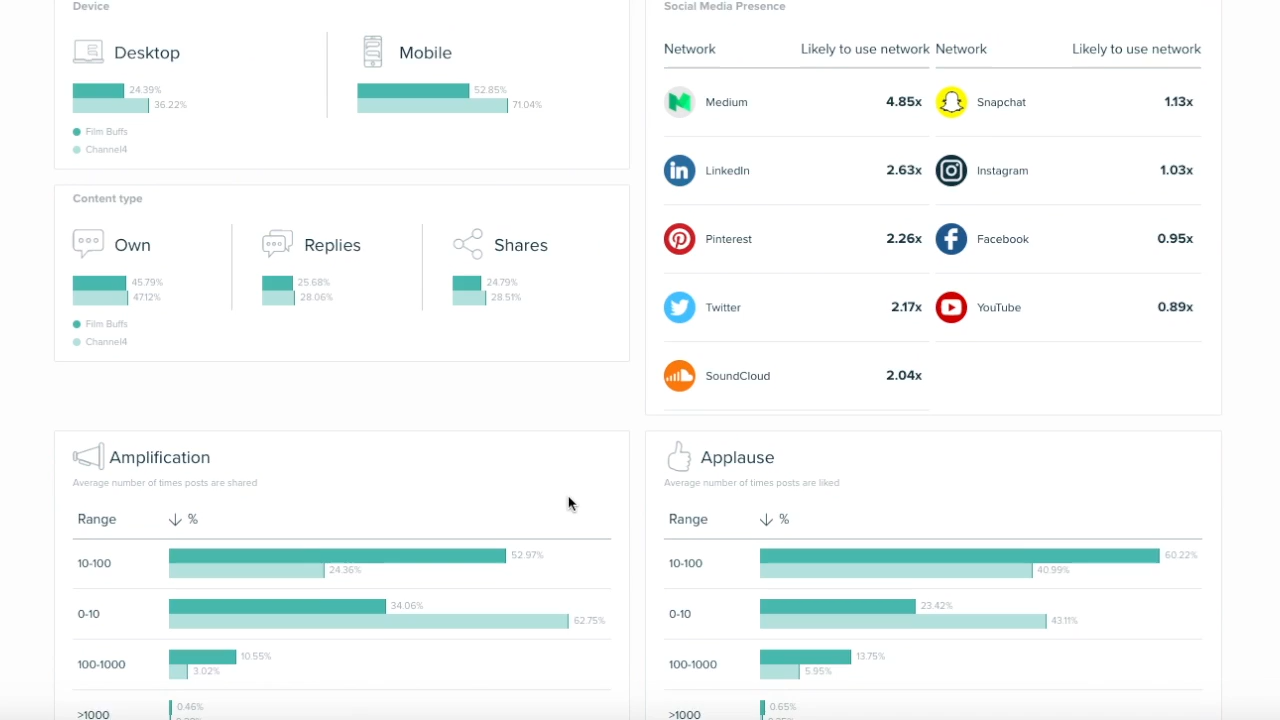 Device
Desktop
24.39%
36.22%
Mobile
52.85%
71.04%
Film Buffs
Channel4
Content type
Own
45.79%
47.12%
Replies
25.68%
28.06%
Shares
24.79%
28.51%
Film Buffs
Channel4
Social Media Presence
Network Likely to use network Network Likely to use network
Medium 4.85x Snapchat 1.13x
LinkedIn 2.63x Instagram 1.03x
Pinterest 2.26x Facebook 0.95x
Twitter 2.17x YouTube 0.89x
SoundCloud 2.04x
Amplification
Average number of times posts are shared
Range %
10-100 52.97%
24.36%
0-10 34.06%
62.75%
100-1000 10.55%
3.02%
>1000 0.46%
Applause
Average number of times posts are liked
Range %
10-100 60.22%
40.99%
0-10 23.42%
43.11%
100-1000 13.75%
5.95%
>1000 0.65%